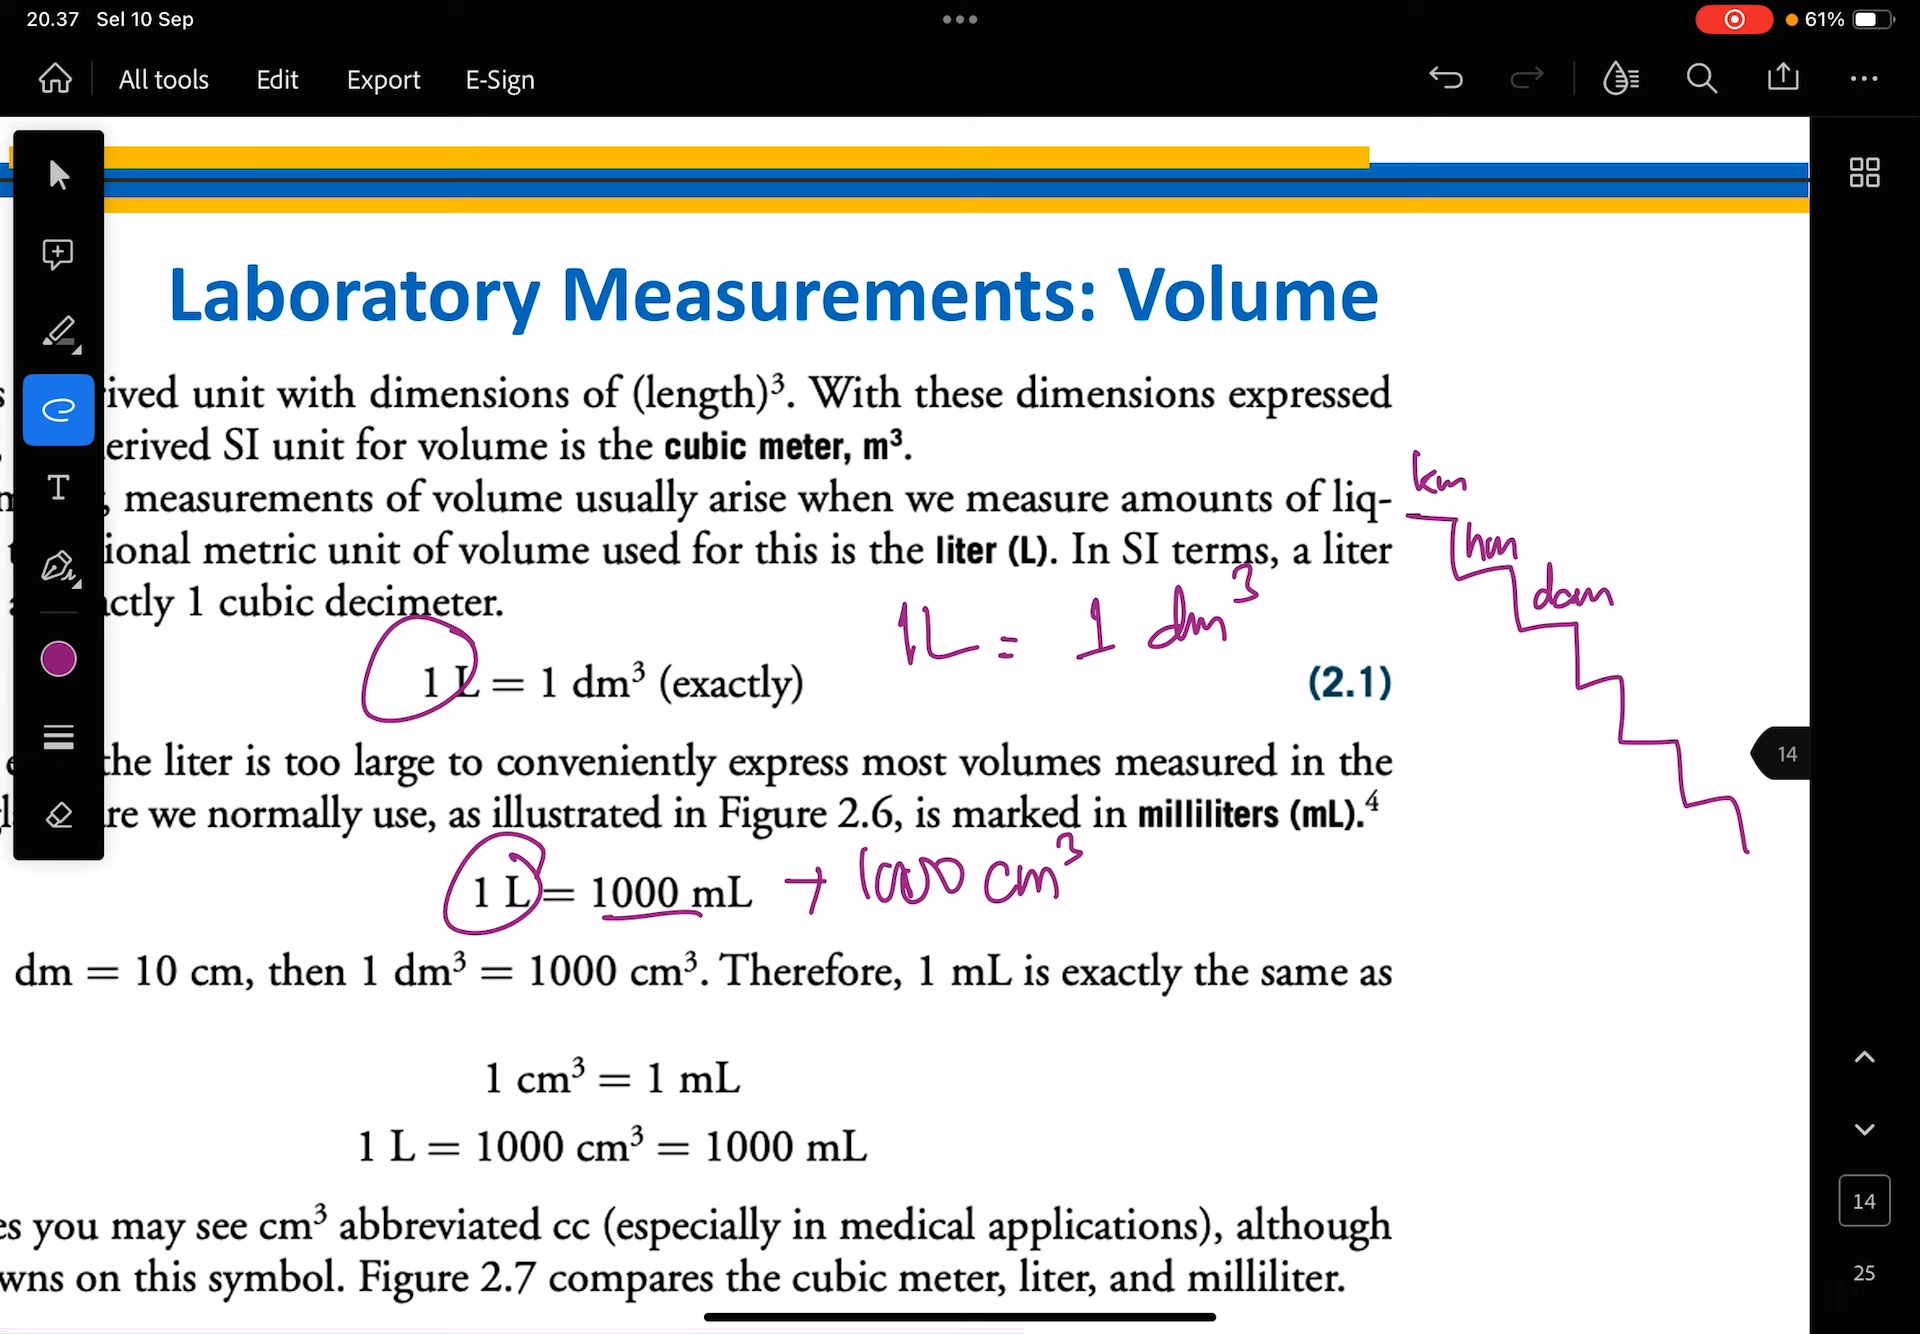 20.37 Sel 10 Sep
61%
All tools Edit Export E-Sign
Laboratory Measurements: Volume
ived unit with dimensions of (length)³. With these dimensions expressed
erived SI unit for volume is the cubic meter, m³.
, measurements of volume usually arise when we measure amounts of liq-
ional metric unit of volume used for this is the liter (L). In SI terms, a liter
actly 1 cubic decimeter.
1L = 1 dm³
1 L = 1 dm³ (exactly)
(2.1)
km
hm
dam
the liter is too large to conveniently express most volumes measured in the
re we normally use, as illustrated in Figure 2.6, is marked in milliliters (mL).⁴
1 L = 1000 mL → 1000 cm³
dm = 10 cm, then 1 dm³ = 1000 cm³. Therefore, 1 mL is exactly the same as
1 cm³ = 1 mL
1 L = 1000 cm³ = 1000 mL
es you may see cm³ abbreviated cc (especially in medical applications), although
wns on this symbol. Figure 2.7 compares the cubic meter, liter, and milliliter.
14
14
25